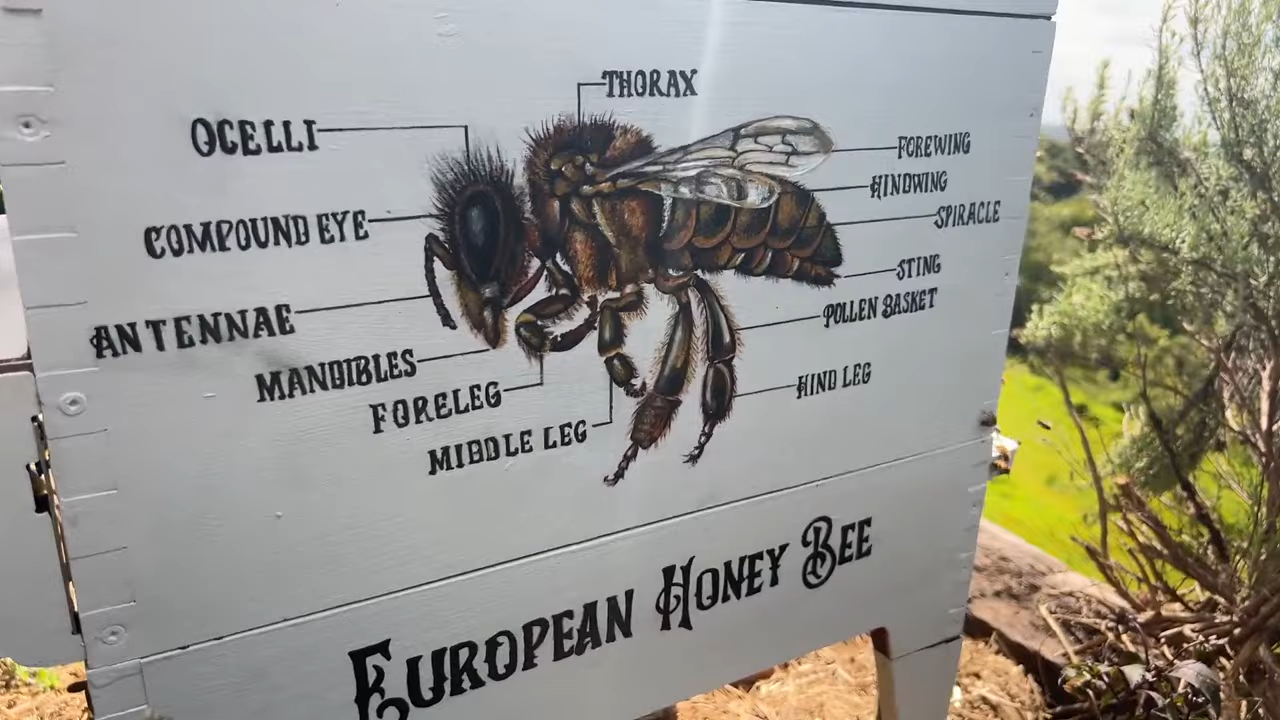 THORAX
OCELLI
FOREWING
HINDWING
COMPOUND EYE
SPIRACLE
STING
ANTENNAE
POLLEN BASKET
MANDIBLES
FORELEG
HIND LEG
MIDDLE LEG
EUROPEAN HONEY BEE